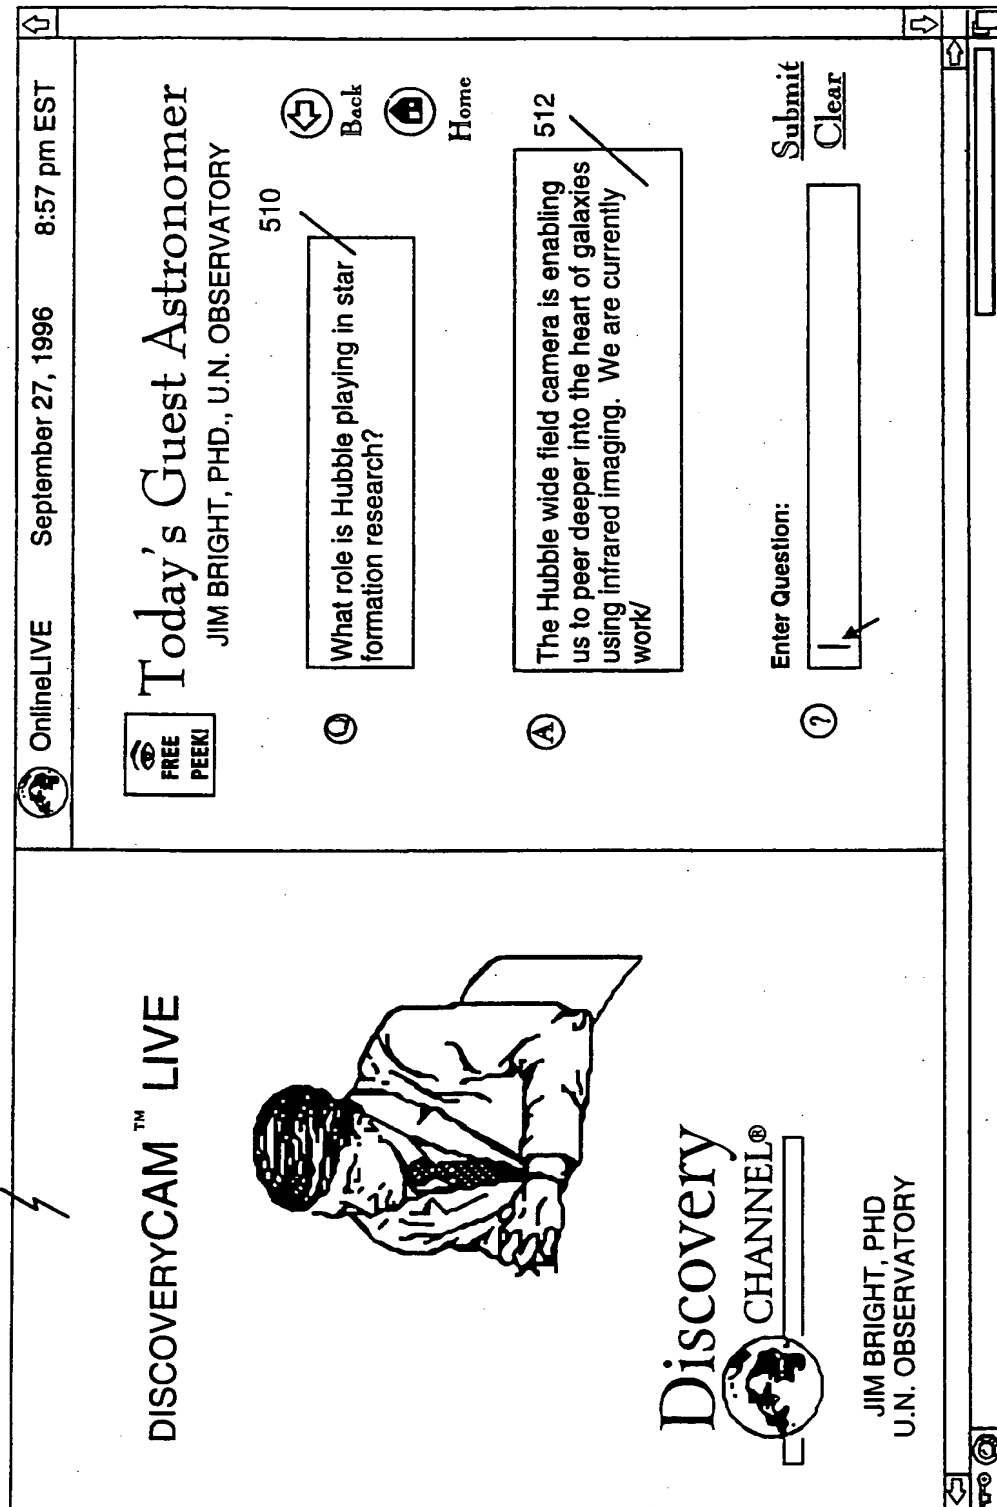 DISCOVERYCAM™ LIVE
Discovery
CHANNEL®
JIM BRIGHT, PHD
U.N. OBSERVATORY
OnlineLIVE September 27, 1996 8:57 pm EST
FREE
PEEK!
Today's Guest Astronomer
JIM BRIGHT, PHD., U.N. OBSERVATORY
510
Back
Home
Q
What role is Hubble playing in star
formation research?
512
A
The Hubble wide field camera is enabling
us to peer deeper into the heart of galaxies
using infrared imaging. We are currently
work/
Enter Question:
?
Submit
Clear